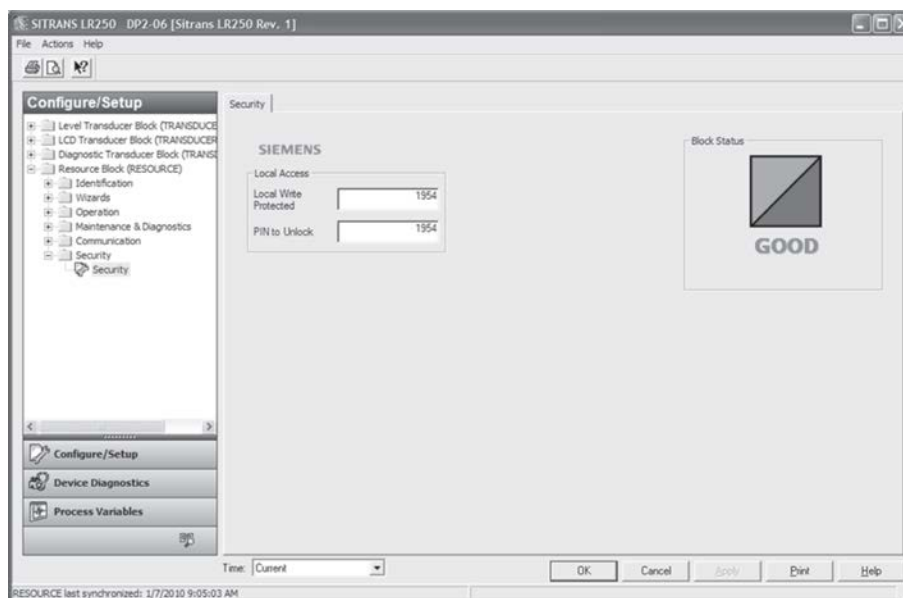 SITRANS LR250 DP2-06 [Sitrans LR250 Rev. 1]
File Actions Help
Configure/Setup
Level Transducer Block (TRANSDUCE
LCD Transducer Block (TRANSDUCER
Diagnostic Transducer Block (TRANSD
Resource Block (RESOURCE)
Identification
Wizards
Operation
Maintenance & Diagnostics
Communication
Security
Security
Configure/Setup
Device Diagnostics
Process Variables
Security
SIEMENS
Local Access
Local Write
Protected
1954
PIN to Unlock
1954
Block Status
GOOD
Time: Current
OK Cancel Apply Print Help
RESOURCE last synchronized: 1/7/2010 9:05:03 AM